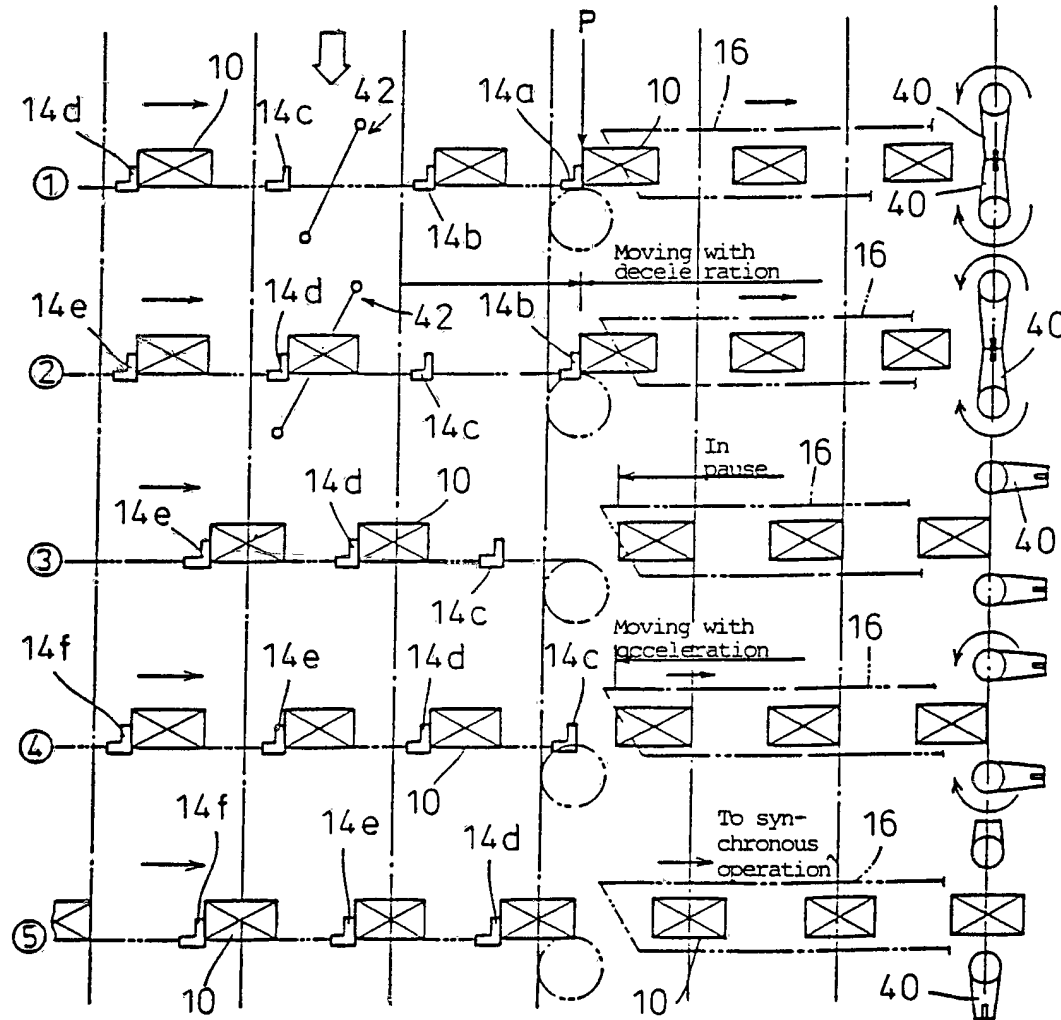 P
10
42
16
14d
14c
14a
10
40
①
40
14b
Moving with
deceleration
14e
14d
42
14b
16
40
②
14c
In
pause
16
14d
10
14e
40
③
14c
Moving with
acceleration
16
14f
14e
14d
14c
④
10
14f
14e
14d
To syn-
chronous
operation
16
⑤
10
10
40